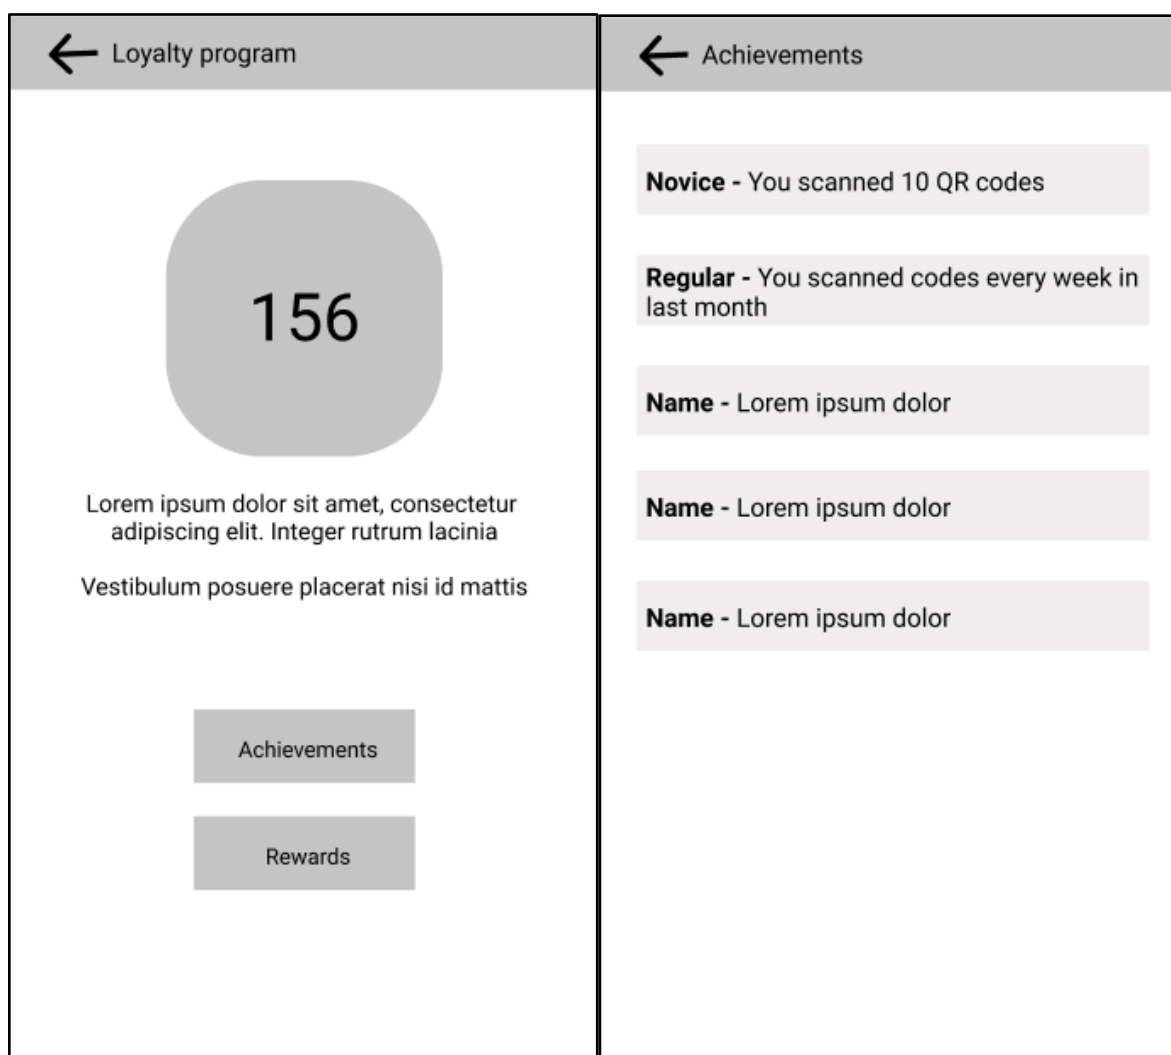 Loyalty program
156
Lorem ipsum dolor sit amet, consectetur
adipiscing elit. Integer rutrum lacinia
Vestibulum posuere placerat nisi id mattis
Achievements
Rewards
Achievements
Novice - You scanned 10 QR codes
Regular - You scanned codes every week in
last month
Name - Lorem ipsum dolor
Name - Lorem ipsum dolor
Name - Lorem ipsum dolor